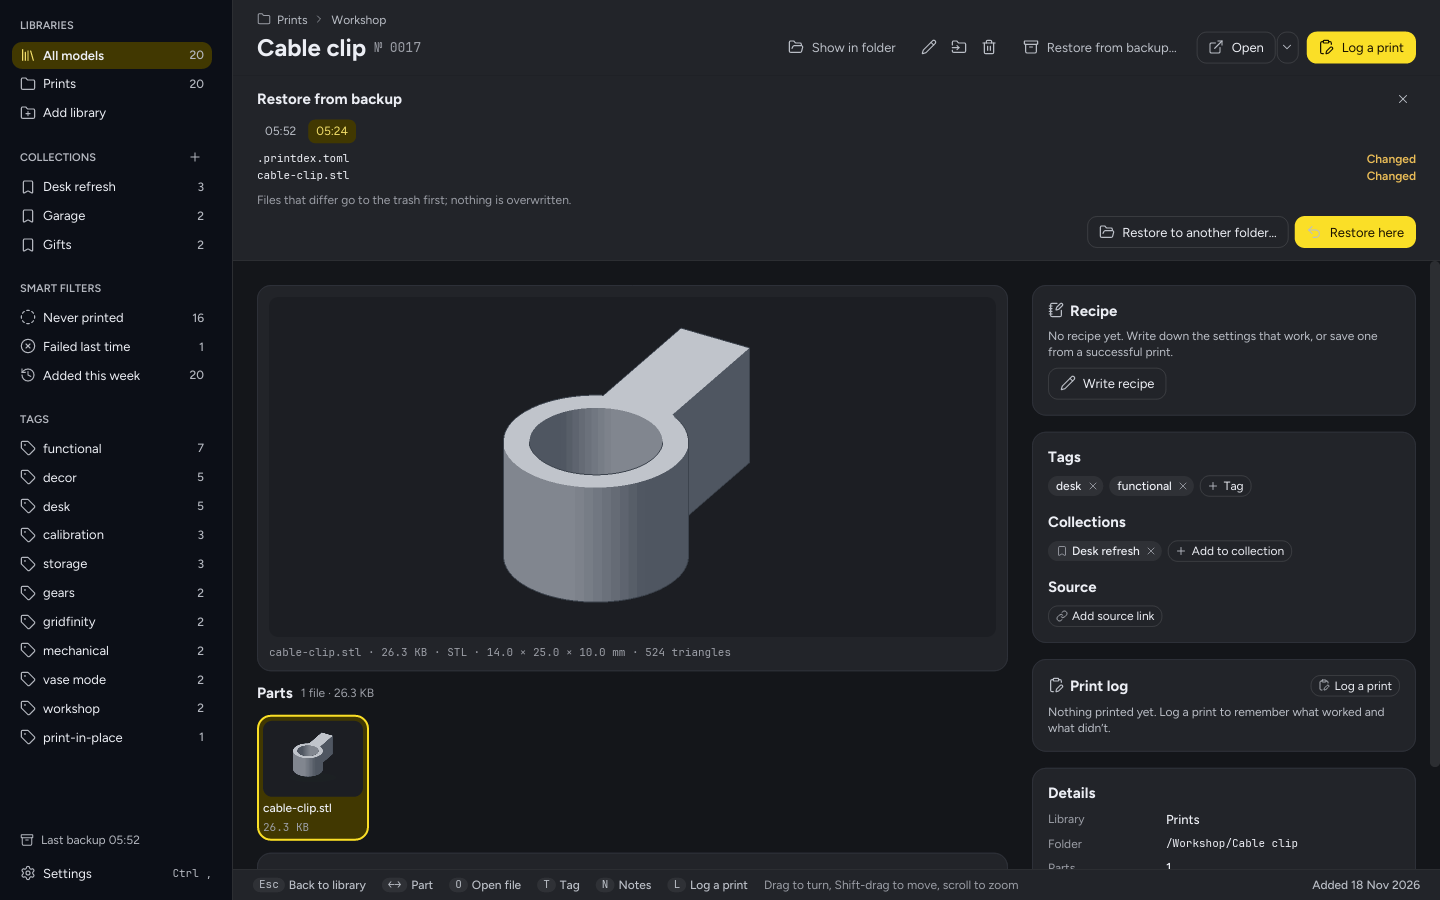 LIBRARIES
All models 20
Prints 20
Add library
COLLECTIONS
Desk refresh 3
Garage 2
Gifts 2
SMART FILTERS
Never printed 16
Failed last time 1
Added this week 20
TAGS
functional 7
decor 5
desk 5
calibration 3
storage 3
gears 2
gridfinity 2
mechanical 2
vase mode 2
workshop 2
print-in-place 1
Last backup 05:52
Settings Ctrl ,
Prints > Workshop
Cable clip № 0017
Show in folder
Restore from backup...
Open
Log a print
Restore from backup
05:52 05:24
.printdex.toml Changed
cable-clip.stl Changed
Files that differ go to the trash first; nothing is overwritten.
Restore to another folder...
Restore here
cable-clip.stl · 26.3 KB · STL · 14.0 × 25.0 × 10.0 mm · 524 triangles
Parts 1 file · 26.3 KB
cable-clip.stl
26.3 KB
Recipe
No recipe yet. Write down the settings that work, or save one
from a successful print.
Write recipe
Tags
desk functional Tag
Collections
Desk refresh Add to collection
Source
Add source link
Print log Log a print
Nothing printed yet. Log a print to remember what worked and
what didn't.
Details
Library Prints
Folder /Workshop/Cable clip
Parts 1
Esc Back to library ↔ Part O Open file T Tag N Notes L Log a print Drag to turn, Shift-drag to move, scroll to zoom Added 18 Nov 2026